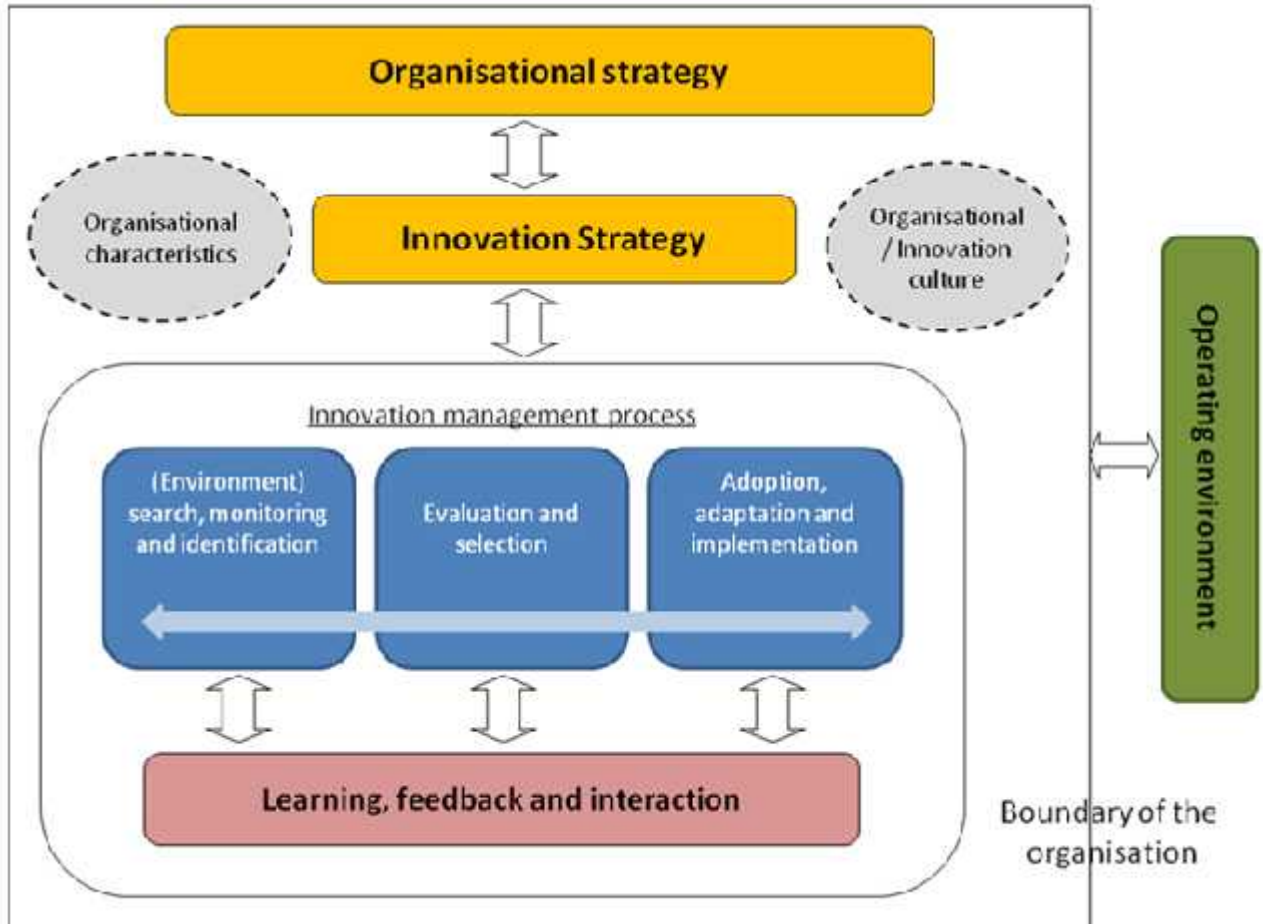 Organisational strategy
Organisational
characteristics
Innovation Strategy
Organisational
/ Innovation
culture
Innovation management process
(Environment)
search, monitoring
and identification
Evaluation and
selection
Adoption,
adaptation and
implementation
Learning, feedback and interaction
Operating environment
Boundary of the
organisation